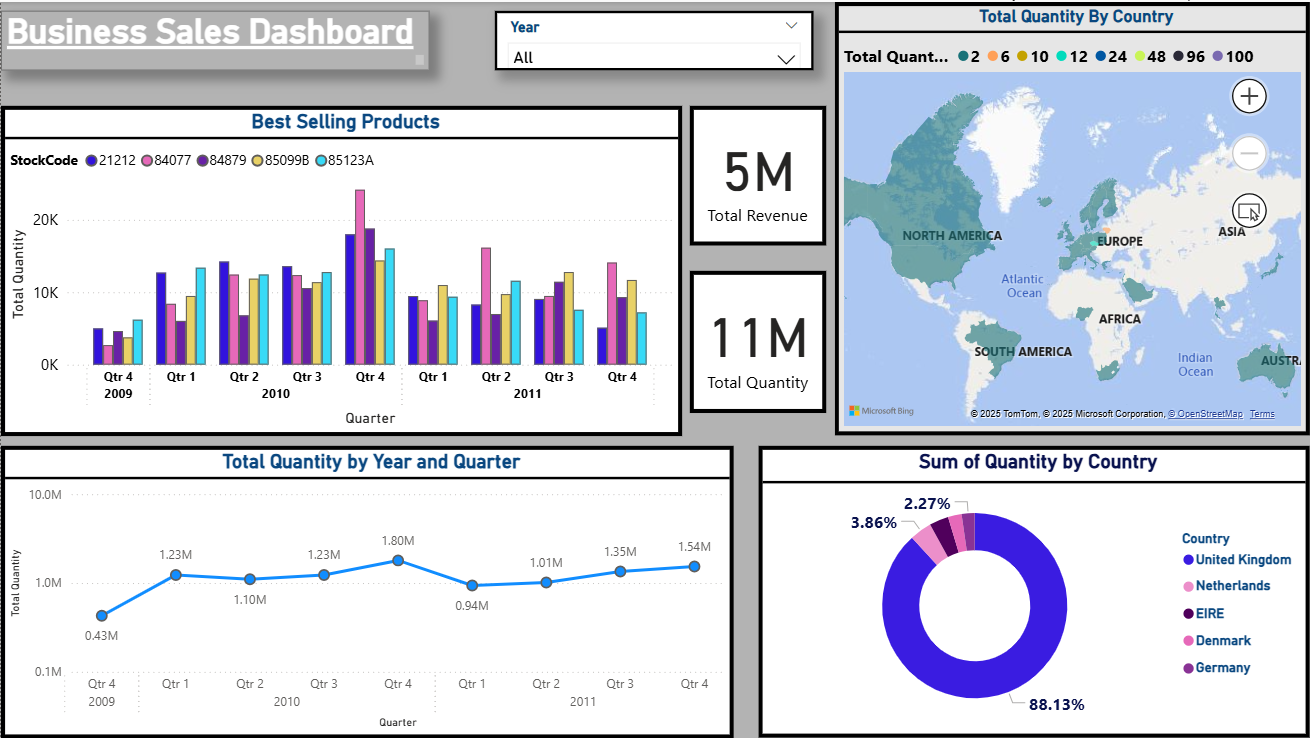 Business Sales Dashboard
Year
All
Total Quantity By Country
Total Quant... 2 6 10 12 24 48 96 100
NORTH AMERICA
EUROPE
ASIA
Atlantic
Ocean
AFRICA
SOUTH AMERICA
Indian
Ocean
AUSTR
Microsoft Bing
© 2025 TomTom, © 2025 Microsoft Corporation, © OpenStreetMap Terms
Best Selling Products
StockCode 21212 84077 84879 85099B 85123A
Total Quantity
20K
10K
0K
Qtr 4 Qtr 1 Qtr 2 Qtr 3 Qtr 4 Qtr 1 Qtr 2 Qtr 3 Qtr 4
2009 2010 2011
Quarter
5M
Total Revenue
11M
Total Quantity
Total Quantity by Year and Quarter
Total Quantity
10.0M
1.0M
0.1M
0.43M
1.23M
1.10M
1.23M
1.80M
0.94M
1.01M
1.35M
1.54M
Qtr 4 Qtr 1 Qtr 2 Qtr 3 Qtr 4 Qtr 1 Qtr 2 Qtr 3 Qtr 4
2009 2010 2011
Quarter
Sum of Quantity by Country
2.27%
3.86%
88.13%
Country
United Kingdom
Netherlands
EIRE
Denmark
Germany